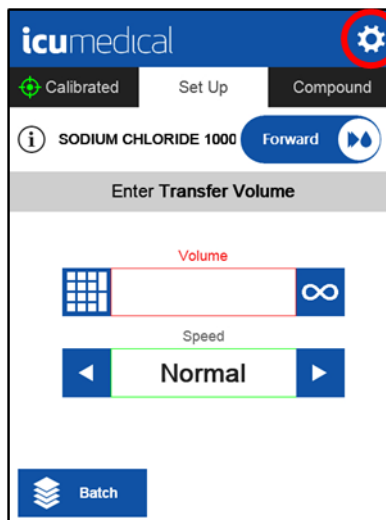 icumedical
Calibrated Set Up Compound
i SODIUM CHLORIDE 1000 Forward
Enter Transfer Volume
Volume
Speed
Normal
Batch